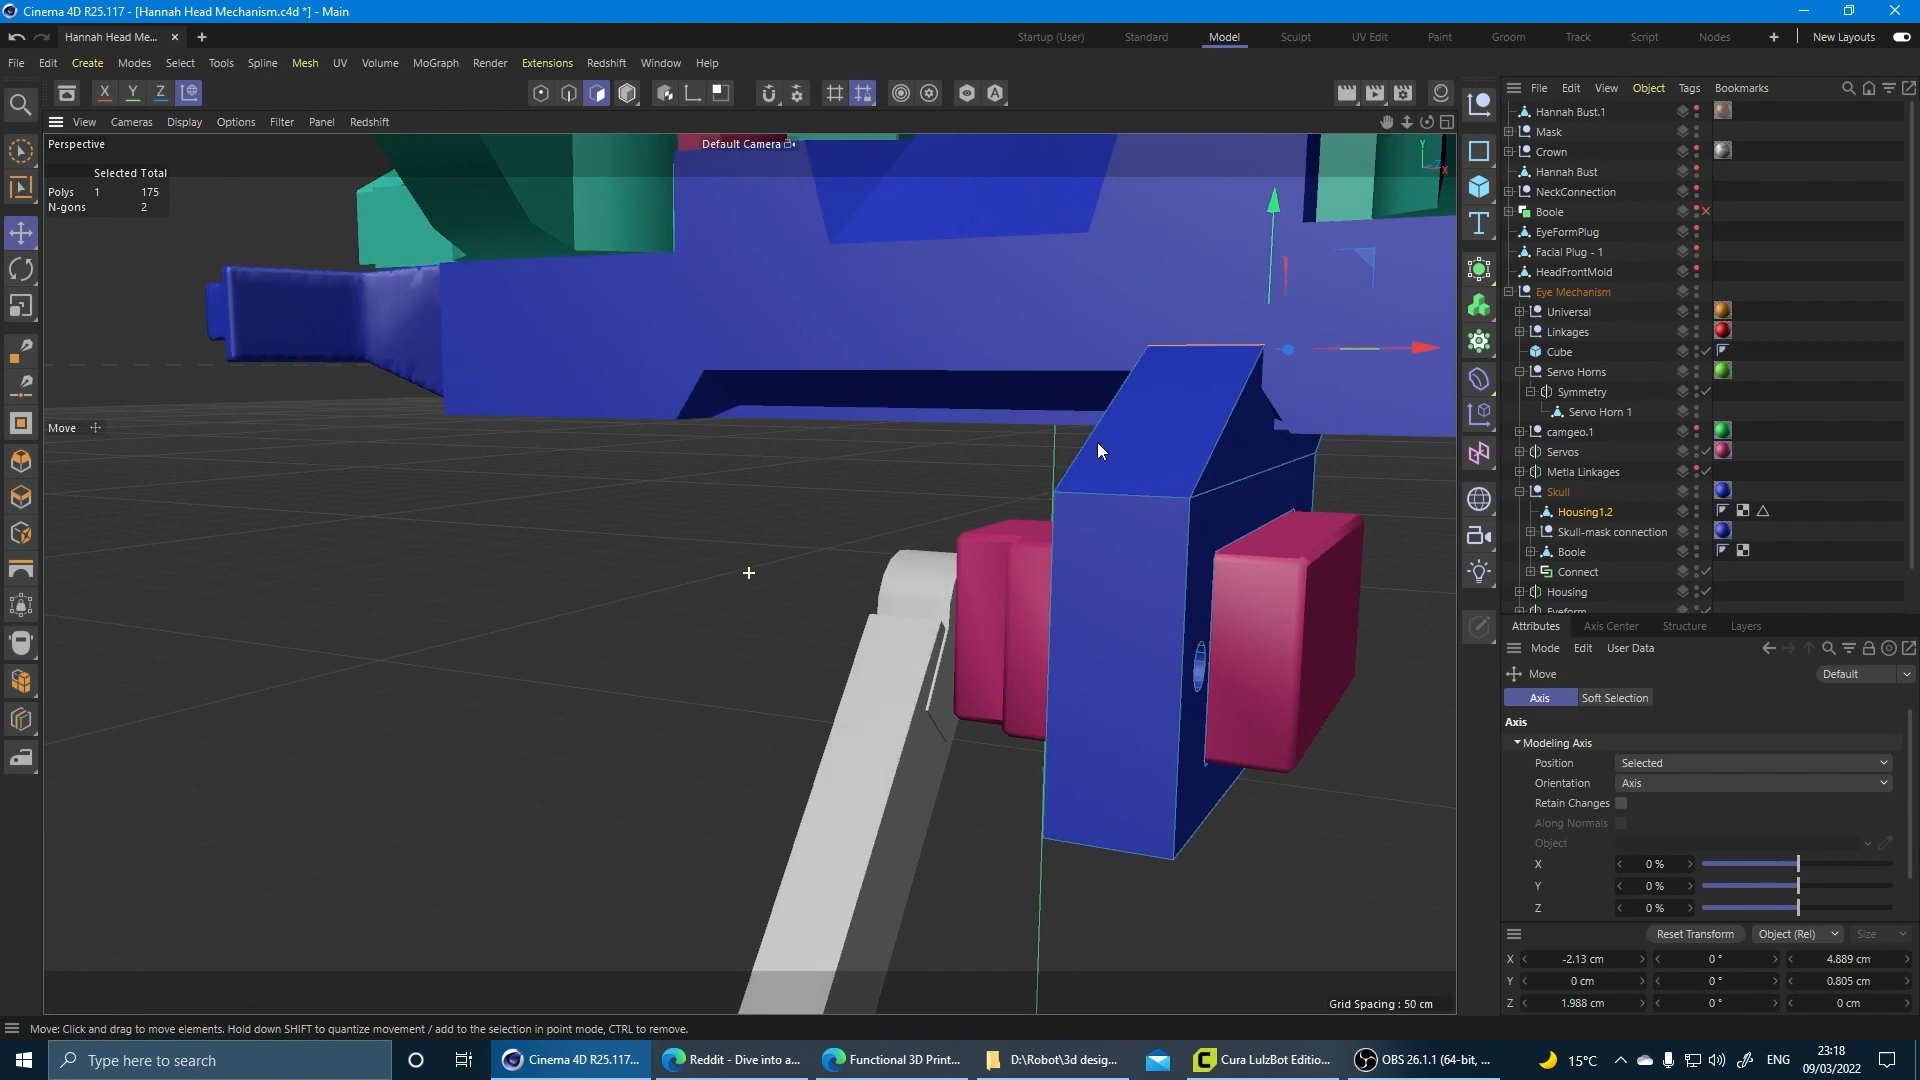 Cinema 4D R25.117 - [Hannah Head Mechanism.c4d *] - Main
Hannah Head Me...
Startup (User) Standard Model Sculpt UV Edit Paint Groom Track Script Nodes New Layouts
File Edit Create Modes Select Tools Spline Mesh UV Volume MoGraph Render Extensions Redshift Window Help
X Y Z
File Edit View Object Tags Bookmarks
View Cameras Display Options Filter Panel Redshift
Perspective
Default Camera
Y
Z
X
Selected Total
Polys 1 175
N-gons 2
Move
Grid Spacing : 50 cm
Hannah Bust.1
Mask
Crown
Hannah Bust
NeckConnection
Boole
EyeFormPlug
Facial Plug - 1
HeadFrontMold
Eye Mechanism
Universal
Linkages
Cube
Servo Horns
Symmetry
Servo Horn 1
camgeo.1
Servos
Metla Linkages
Skull
Housing1.2
Skull-mask connection
Boole
Connect
Housing
Eyeform
Attributes Axis Center Structure Layers
Mode Edit User Data
Move
Default
Axis Soft Selection
Axis
Modeling Axis
Position Selected
Orientation Axis
Retain Changes
Along Normals
Object
X 0 %
Y 0 %
Z 0 %
Reset Transform Object (Rel) Size
X -2.13 cm 0 ° 4.889 cm
Y 0 cm 0 ° 0.805 cm
Z 1.988 cm 0 ° 0 cm
Move: Click and drag to move elements. Hold down SHIFT to quantize movement / add to the selection in point mode, CTRL to remove.
Type here to search
Cinema 4D R25.117...
Reddit - Dive into a...
Functional 3D Print...
D:\Robot\3d desig...
Cura LulzBot Editio...
OBS 26.1.1 (64-bit, ...
15°C
ENG
23:18
09/03/2022